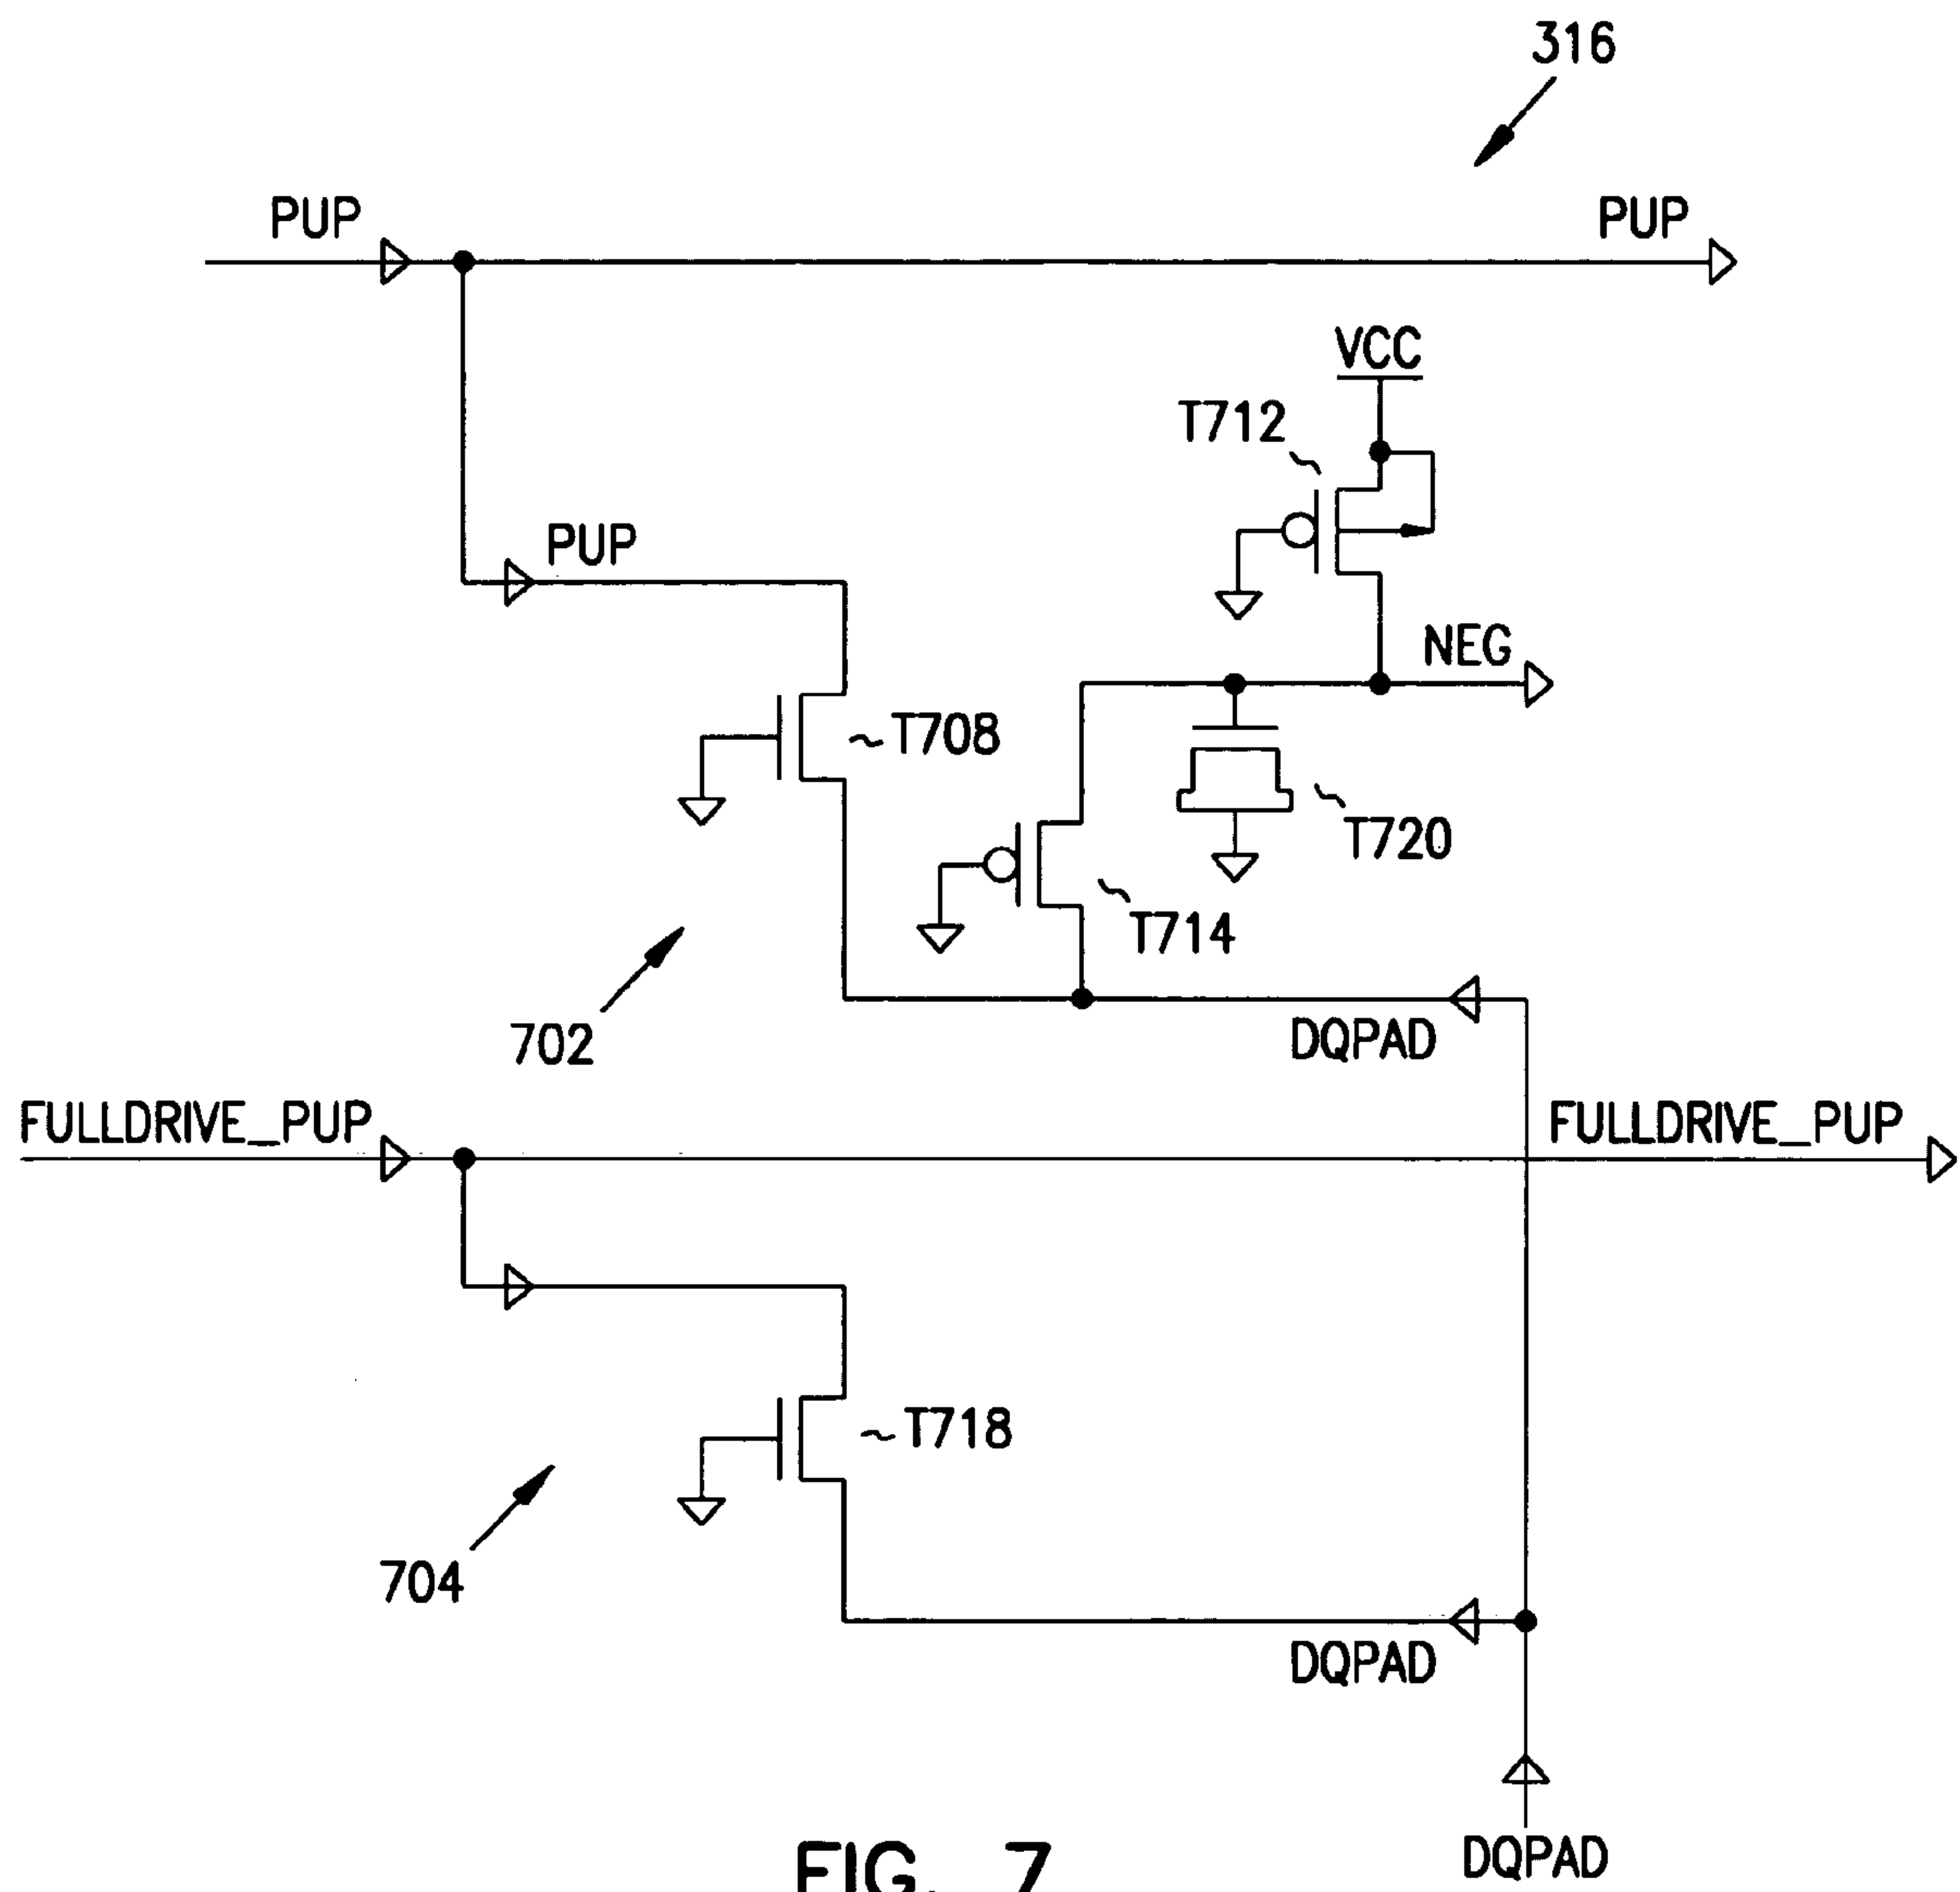 316
PUP
PUP
VCC
T712
PUP
NEG
T708
T720
T714
702
DQPAD
FULLDRIVE_PUP
FULLDRIVE_PUP
T718
704
DQPAD
DQPAD
FIG. 7